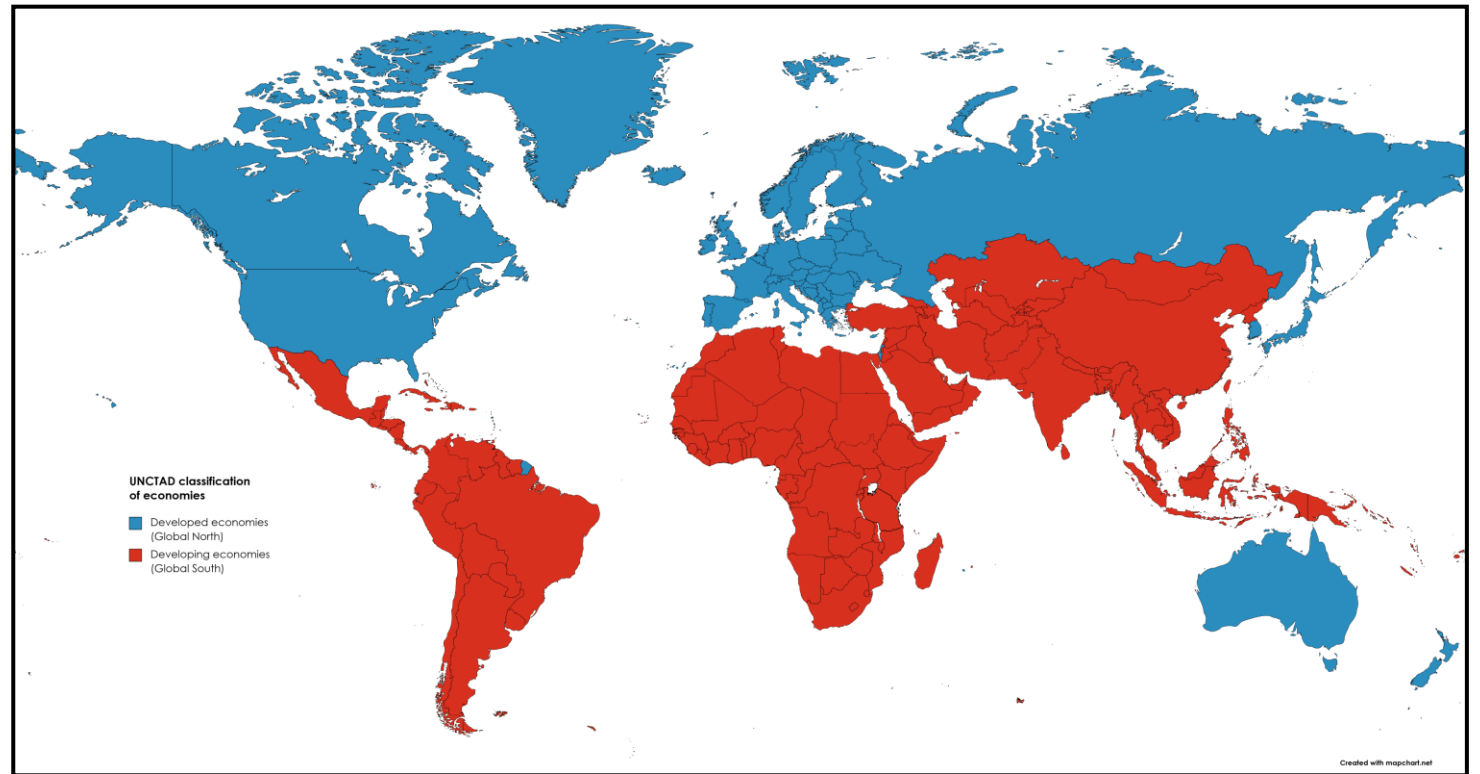 UNCTAD classification
of economies
Developed economies
(Global North)
Developing economies
(Global South)
Created with mapchart.net